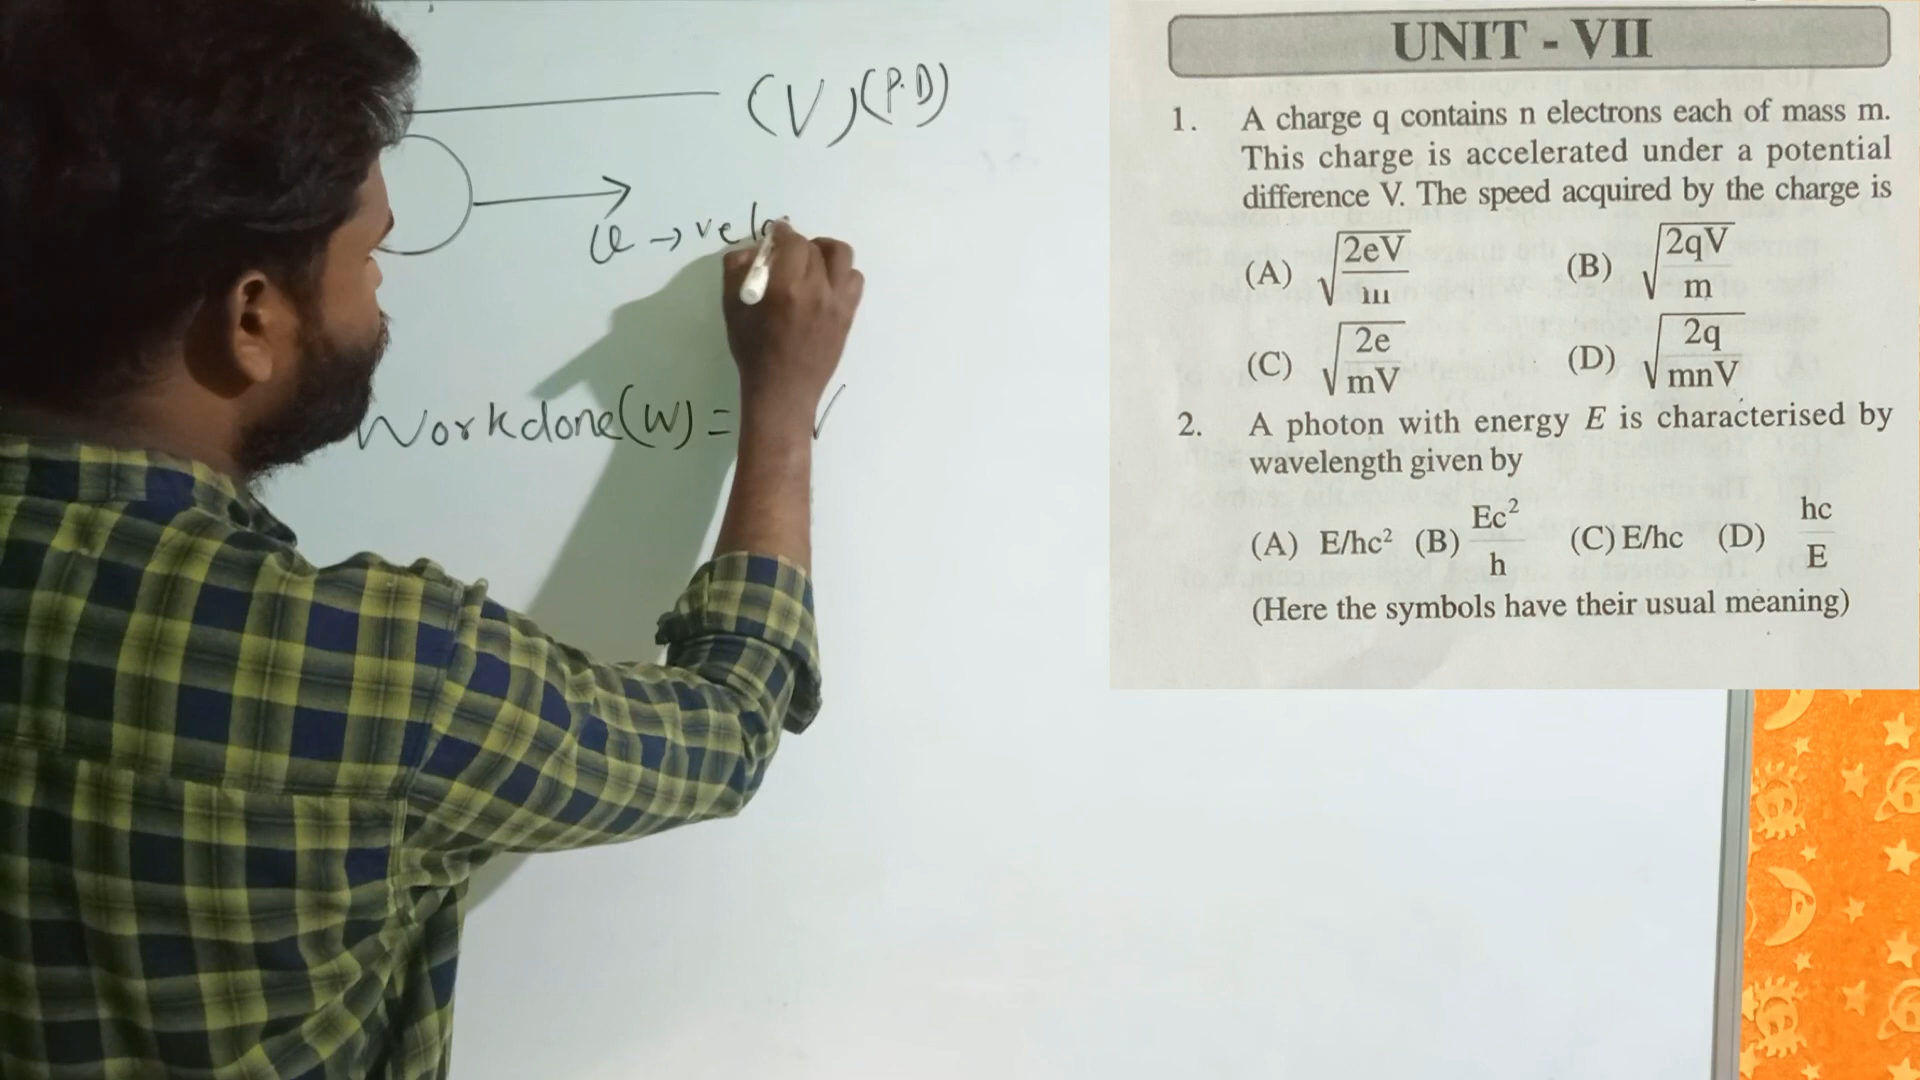 (V)(P.D)
→ vel
Workdone(W) =
UNIT - VII
1. A charge q contains n electrons each of mass m.
This charge is accelerated under a potential
difference V. The speed acquired by the charge is
(A) √2eV/m (B) √2qV/m
(C) √2e/mV (D) √2q/mnV
2. A photon with energy E is characterised by
wavelength given by
(A) E/hc² (B) Ec²/h (C) E/hc (D) hc/E
(Here the symbols have their usual meaning)